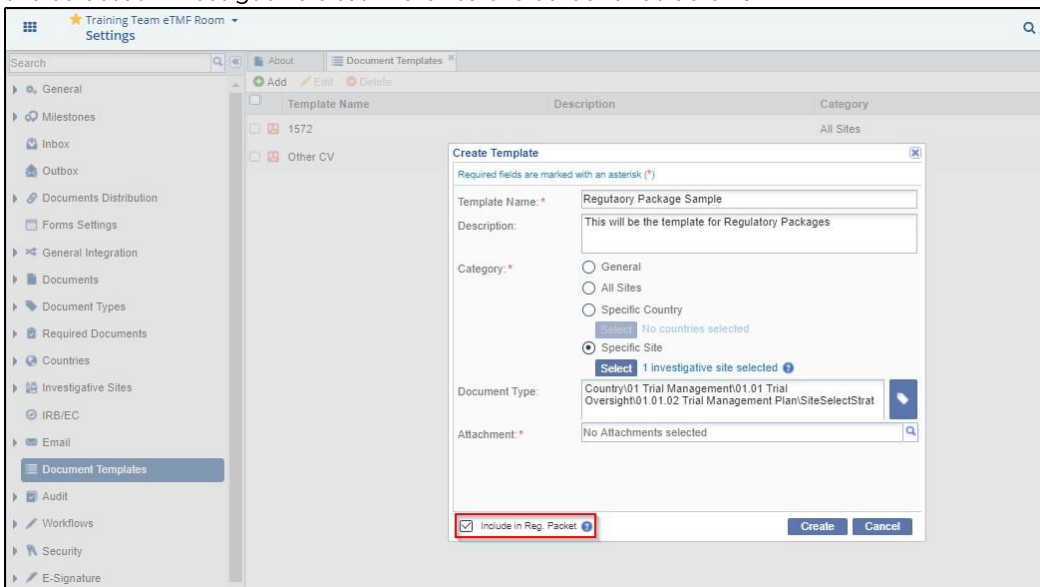 Training Team eTMF Room
Settings
Search
General
Milestones
Inbox
Outbox
Documents Distribution
Forms Settings
General Integration
Documents
Document Types
Required Documents
Countries
Investigative Sites
IRB/EC
Email
Document Templates
Audit
Workflows
Security
E-Signature
About
Document Templates
Add Edit Delete
Template Name Description Category
1572 All Sites
Other CV
Create Template
Required fields are marked with an asterisk (*)
Template Name: * Regutaory Package Sample
Description: This will be the template for Regulatory Packages
Category: * General
All Sites
Specific Country
Select No countries selected
Specific Site
Select 1 investigative site selected
Document Type: Country\01 Trial Management\01.01 Trial
Oversight\01.01.02 Trial Management Plan\SiteSelectStrat
Attachment: * No Attachments selected
Include in Reg. Packet Create Cancel